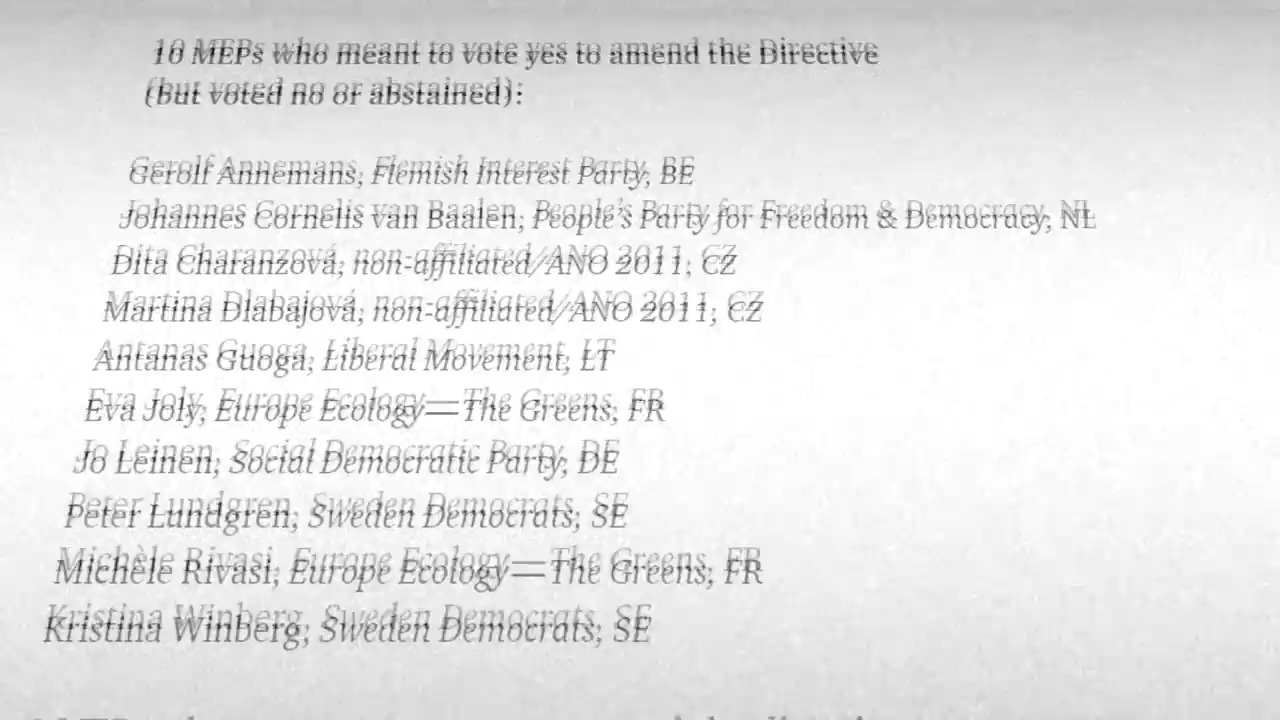 10 MEPs who meant to vote yes to amend the Directive
(but voted no or abstained):
Gerolf Annemans, Flemish Interest Party, BE
Johannes Cornelis van Baalen, People's Party for Freedom & Democracy, NL
Dita Charanzová, non-affiliated/ANO 2011, CZ
Martina Dlabajová, non-affiliated/ANO 2011, CZ
Antanas Guoga, Liberal Movement, LT
Eva Joly, Europe Ecology—The Greens, FR
Jo Leinen, Social Democratic Party, DE
Peter Lundgren, Sweden Democrats, SE
Michèle Rivasi, Europe Ecology—The Greens, FR
Kristina Winberg, Sweden Democrats, SE